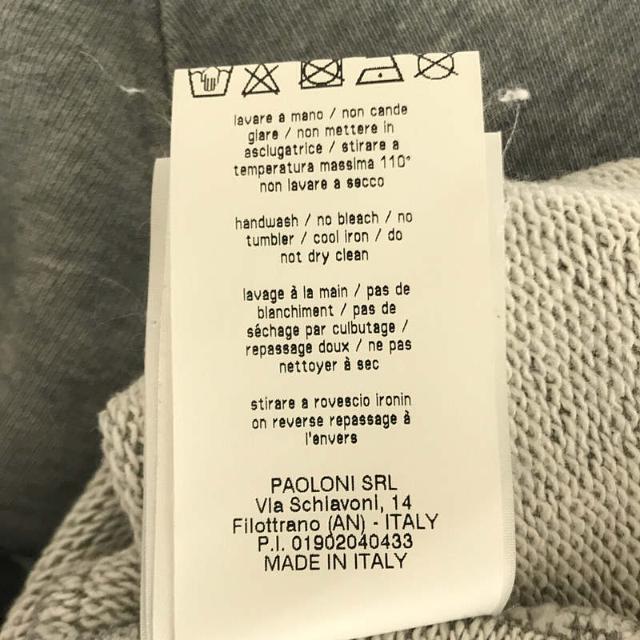 lavare a mano / non cande
giare / non mettere in
asciugatrice / stirare a
temperatura massima 110°
non lavare a secco
handwash / no bleach / no
tumbler / cool iron / do
not dry clean
lavage à la main / pas de
blanchiment / pas de
séchage par culbutage /
repassage doux / ne pas
nettoyer à sec
stirare a rovescio ironin
on reverse repassage à
l'envers
PAOLONI SRL
Via Schiavoni, 14
Filottrano (AN) - ITALY
P.I. 01902040433
MADE IN ITALY